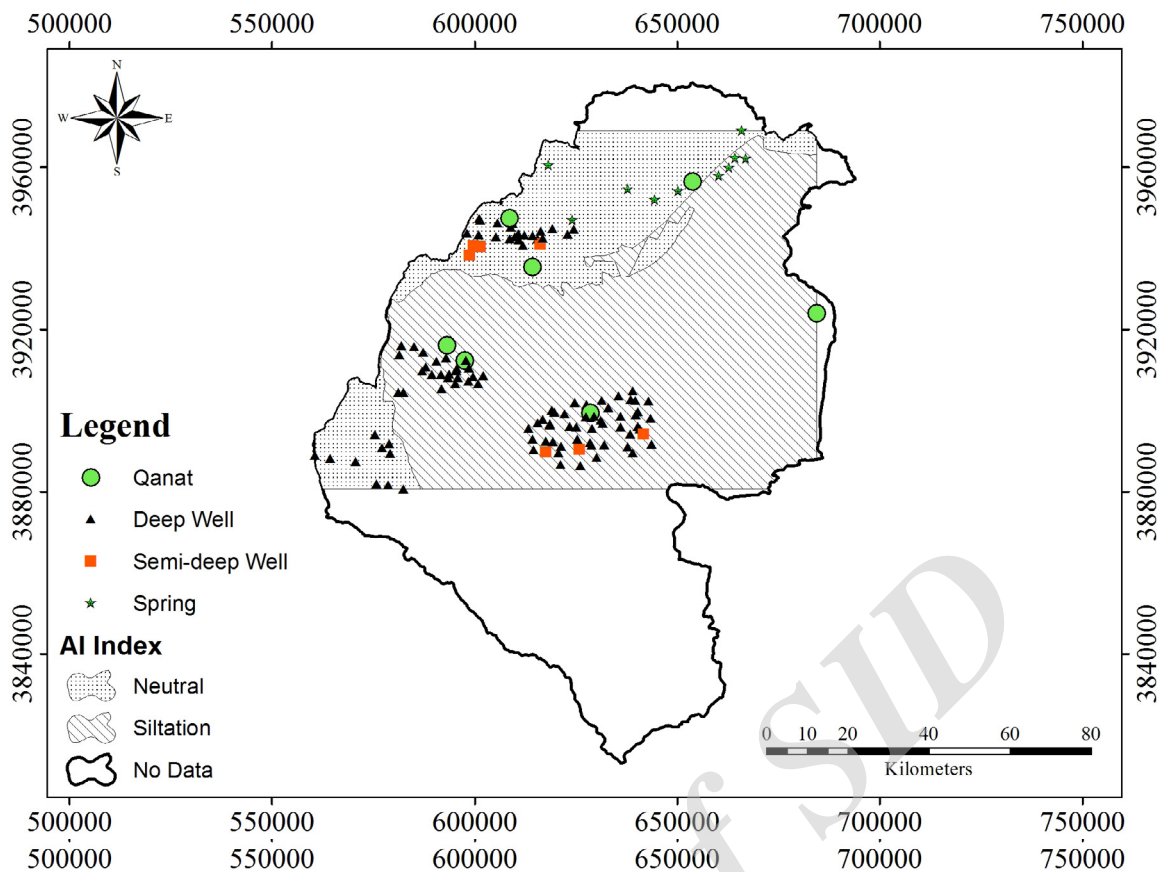 500000 550000 600000 650000 700000 750000
N
W E
S
3960000 3960000
3920000 3920000
3880000 3880000
3840000 3840000
Legend
Qanat
Deep Well
Semi-deep Well
Spring
AI Index
Neutral
Siltation
No Data
0 10 20 40 60 80
Kilometers
500000 550000 600000 650000 700000 750000
500000 550000 600000 650000 700000 750000
f SID